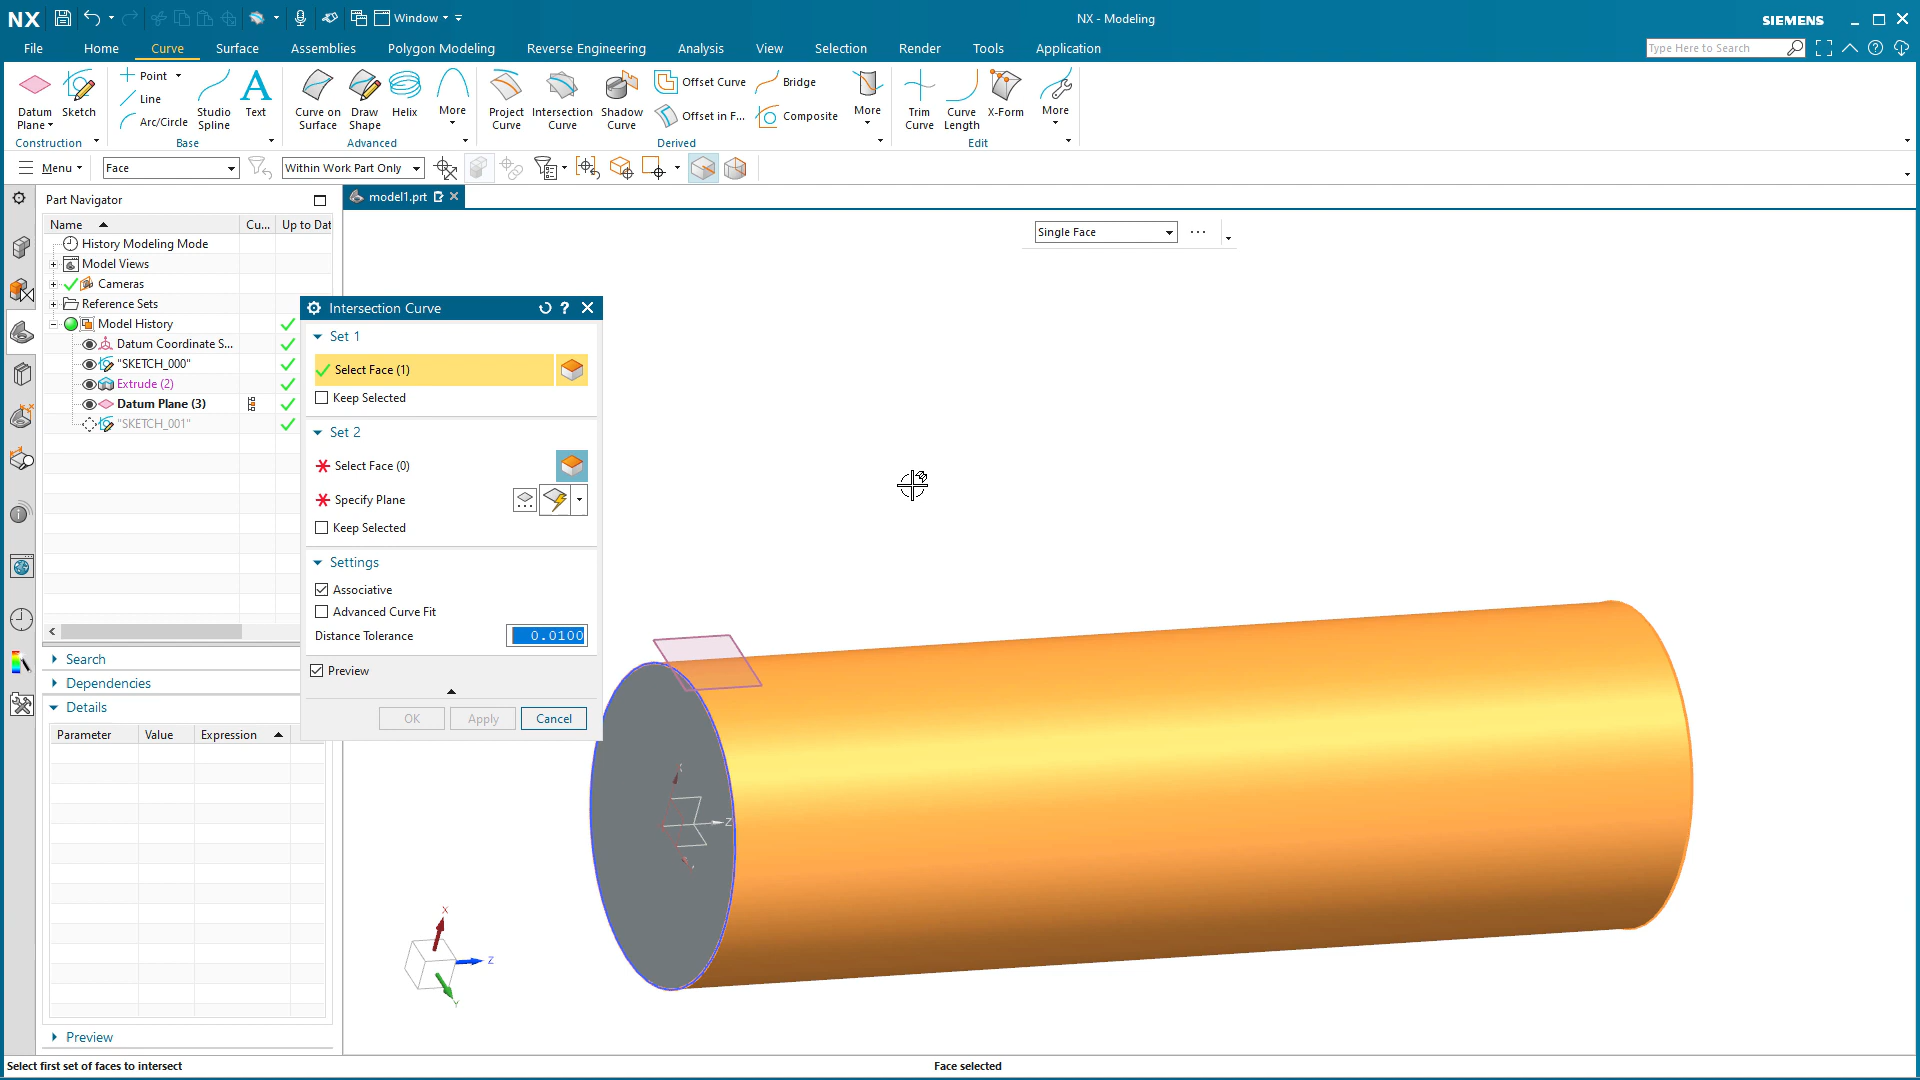 NX
Window
NX - Modeling
SIEMENS
File
Home
Curve
Surface
Assemblies
Polygon Modeling
Reverse Engineering
Analysis
View
Selection
Render
Tools
Application
Type Here to Search
Datum Plane
Sketch
Point
Line
Arc/Circle
Studio Spline
Text
Curve on Surface
Draw Shape
Helix
More
Project Curve
Intersection Curve
Shadow Curve
Offset Curve
Offset in F...
Bridge
Composite
More
Trim Curve
Curve Length
X-Form
More
Construction
Base
Advanced
Derived
Edit
Menu
Face
Within Work Part Only
Part Navigator
model1.prt
Name
Cu...
Up to Dat
Single Face
History Modeling Mode
Model Views
Cameras
Reference Sets
Model History
Datum Coordinate S...
"SKETCH_000"
Extrude (2)
Datum Plane (3)
"SKETCH_001"
Intersection Curve
Set 1
Select Face (1)
Keep Selected
Set 2
Select Face (0)
Specify Plane
Keep Selected
Settings
Associative
Advanced Curve Fit
Distance Tolerance
0.0100
Preview
OK
Apply
Cancel
Search
Dependencies
Details
Parameter
Value
Expression
Preview
Z
X
Z
Y
Select first set of faces to intersect
Face selected